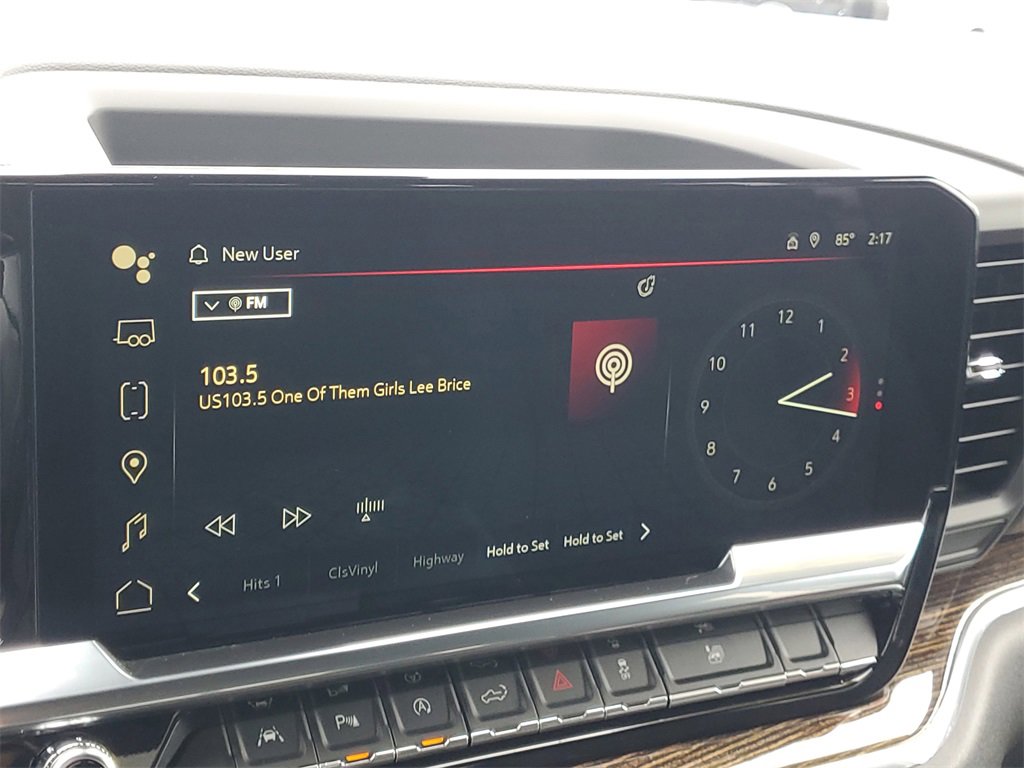 New User
85° 2:17
FM
103.5
US103.5 One Of Them Girls Lee Brice
12
1
2
3
4
5
6
7
8
9
10
11
Hits 1
ClsVinyl
Highway
Hold to Set
Hold to Set
P
A
OFF